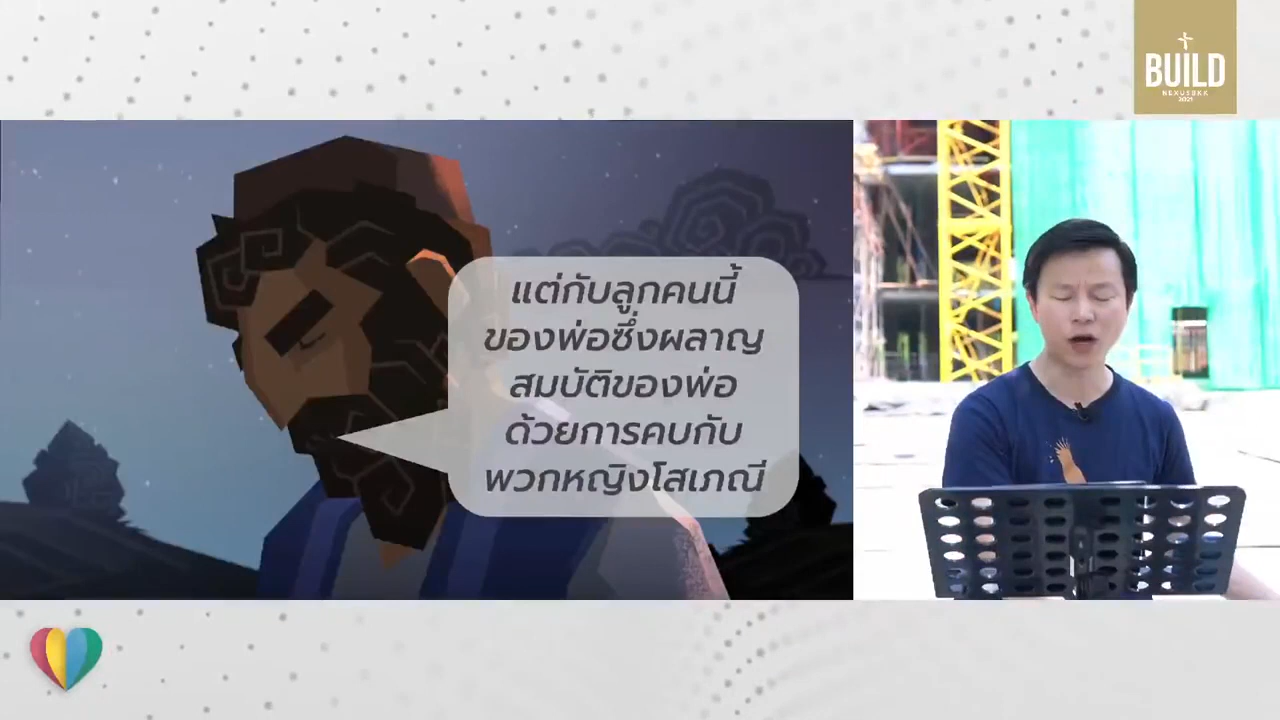 BUILD
NEXUSBKK
2021
แต่กับลูกคนนี้
ของพ่อซึ่งผลาญ
สมบัติของพ่อ
ด้วยการคบกับ
พวกหญิงโสเภณี